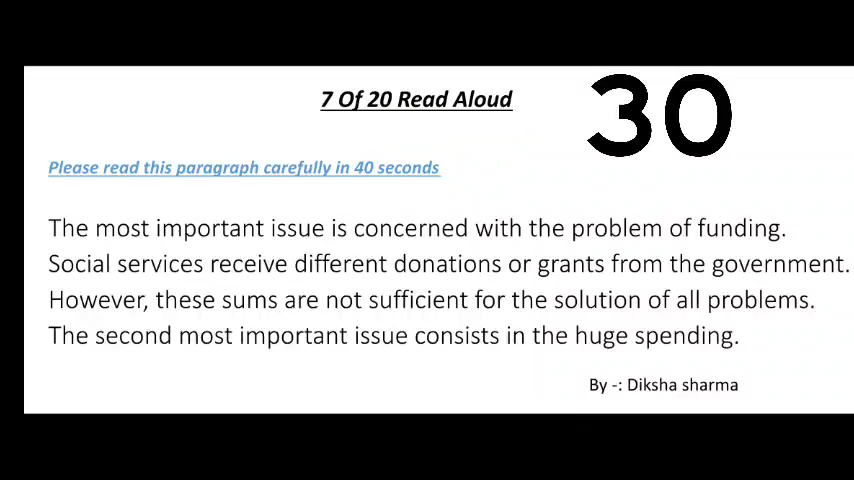 7 Of 20 Read Aloud
30
Please read this paragraph carefully in 40 seconds
The most important issue is concerned with the problem of funding.
Social services receive different donations or grants from the government.
However, these sums are not sufficient for the solution of all problems.
The second most important issue consists in the huge spending.
By -: Diksha sharma